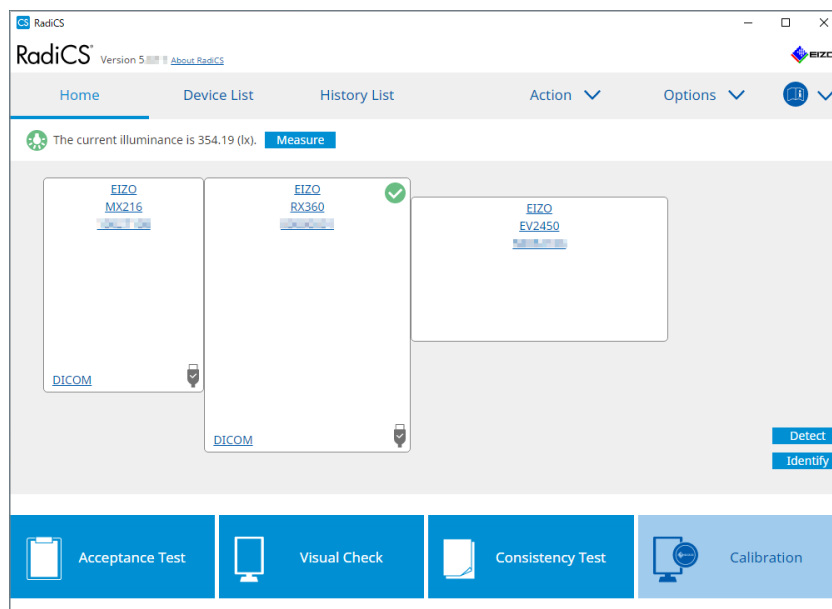 CS RadiCS
RadiCS Version 5. About RadiCS
EIZO
Home Device List History List Action Options
The current illuminance is 354.19 (lx). Measure
EIZO
MX216
DICOM
EIZO
RX360
DICOM
EIZO
EV2450
Detect
Identify
Acceptance Test Visual Check Consistency Test Calibration